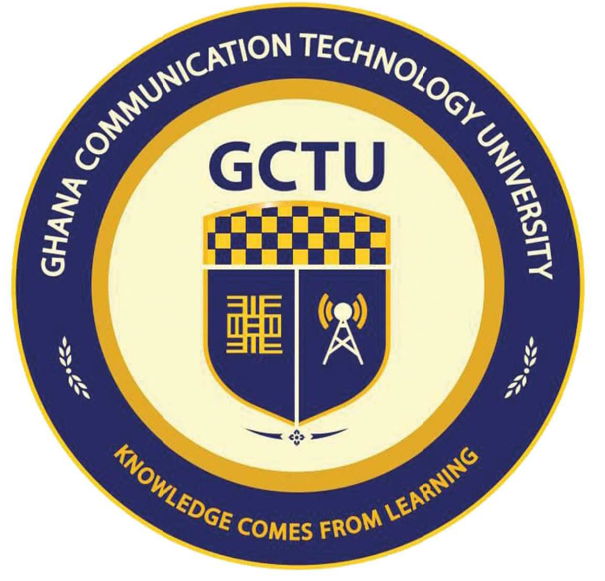 GHANA COMMUNICATION TECHNOLOGY UNIVERSITY
GCTU
KNOWLEDGE COMES FROM LEARNING